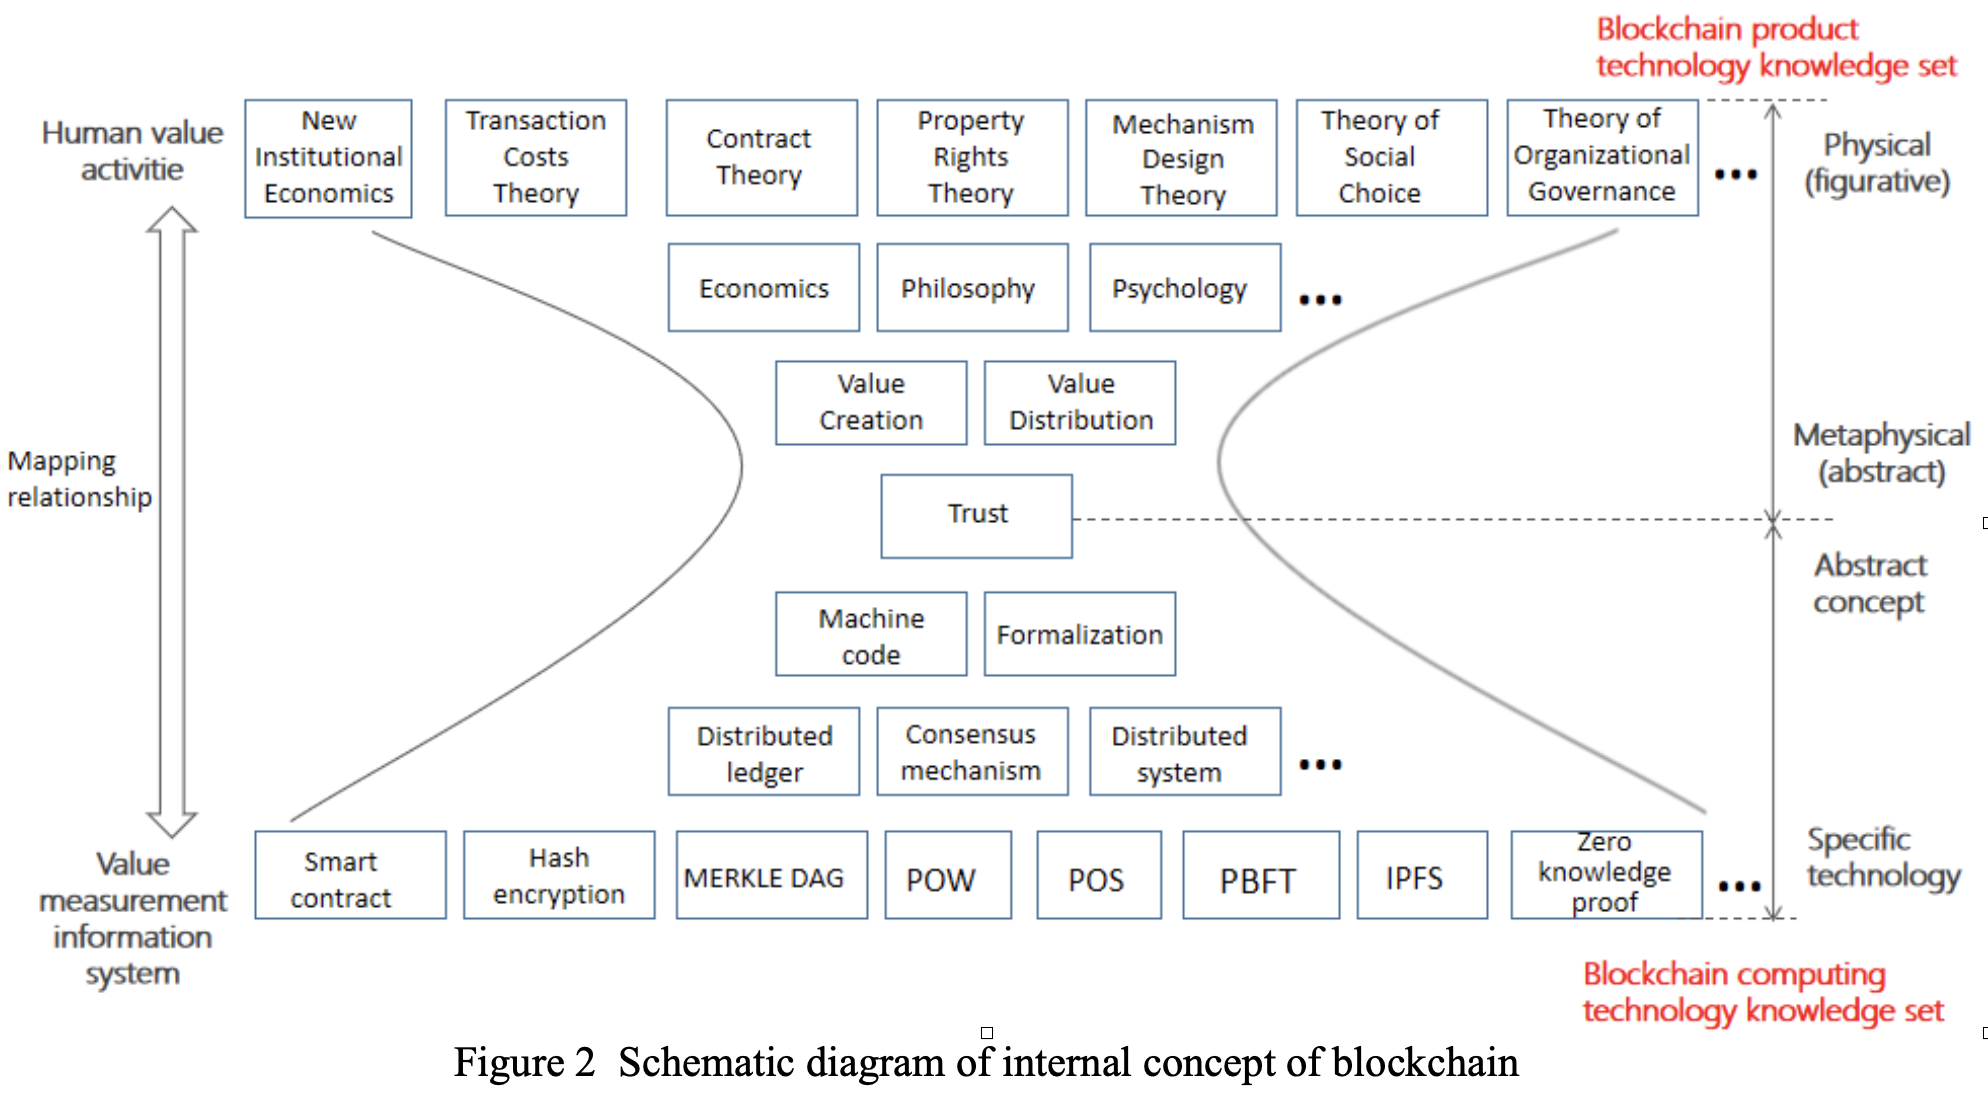 Blockchain product
technology knowledge set
Human value
activitie
New
Institutional
Economics
Transaction
Costs
Theory
Contract
Theory
Property
Rights
Theory
Mechanism
Design
Theory
Theory of
Social
Choice
Theory of
Organizational
Governance
...
Physical
(figurative)
Economics
Philosophy
Psychology
...
Value
Creation
Value
Distribution
Metaphysical
(abstract)
Mapping
relationship
Trust
Abstract
concept
Machine
code
Formalization
Distributed
ledger
Consensus
mechanism
Distributed
system
...
Value
measurement
information
system
Smart
contract
Hash
encryption
MERKLE DAG
POW
POS
PBFT
IPFS
Zero
knowledge
proof
...
Specific
technology
Blockchain computing
technology knowledge set
Figure 2  Schematic diagram of internal concept of blockchain